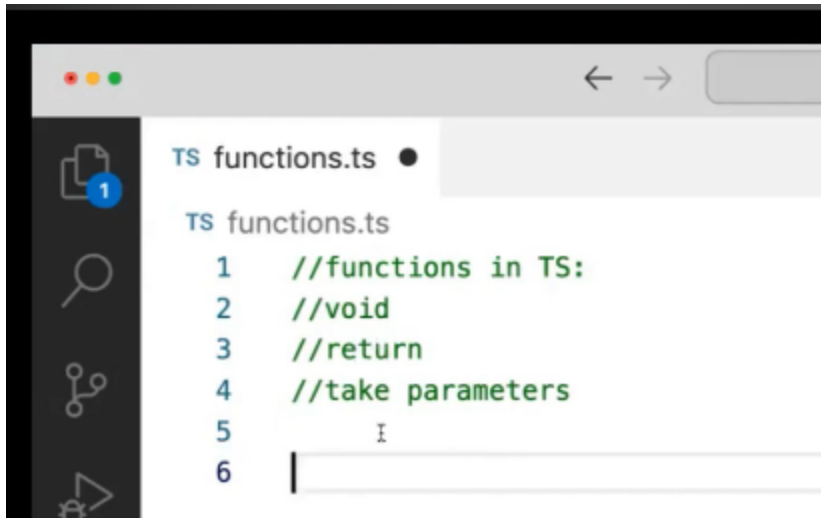 TS functions.ts
1
TS functions.ts
1 //functions in TS:
2 //void
3 //return
4 //take parameters
5
6